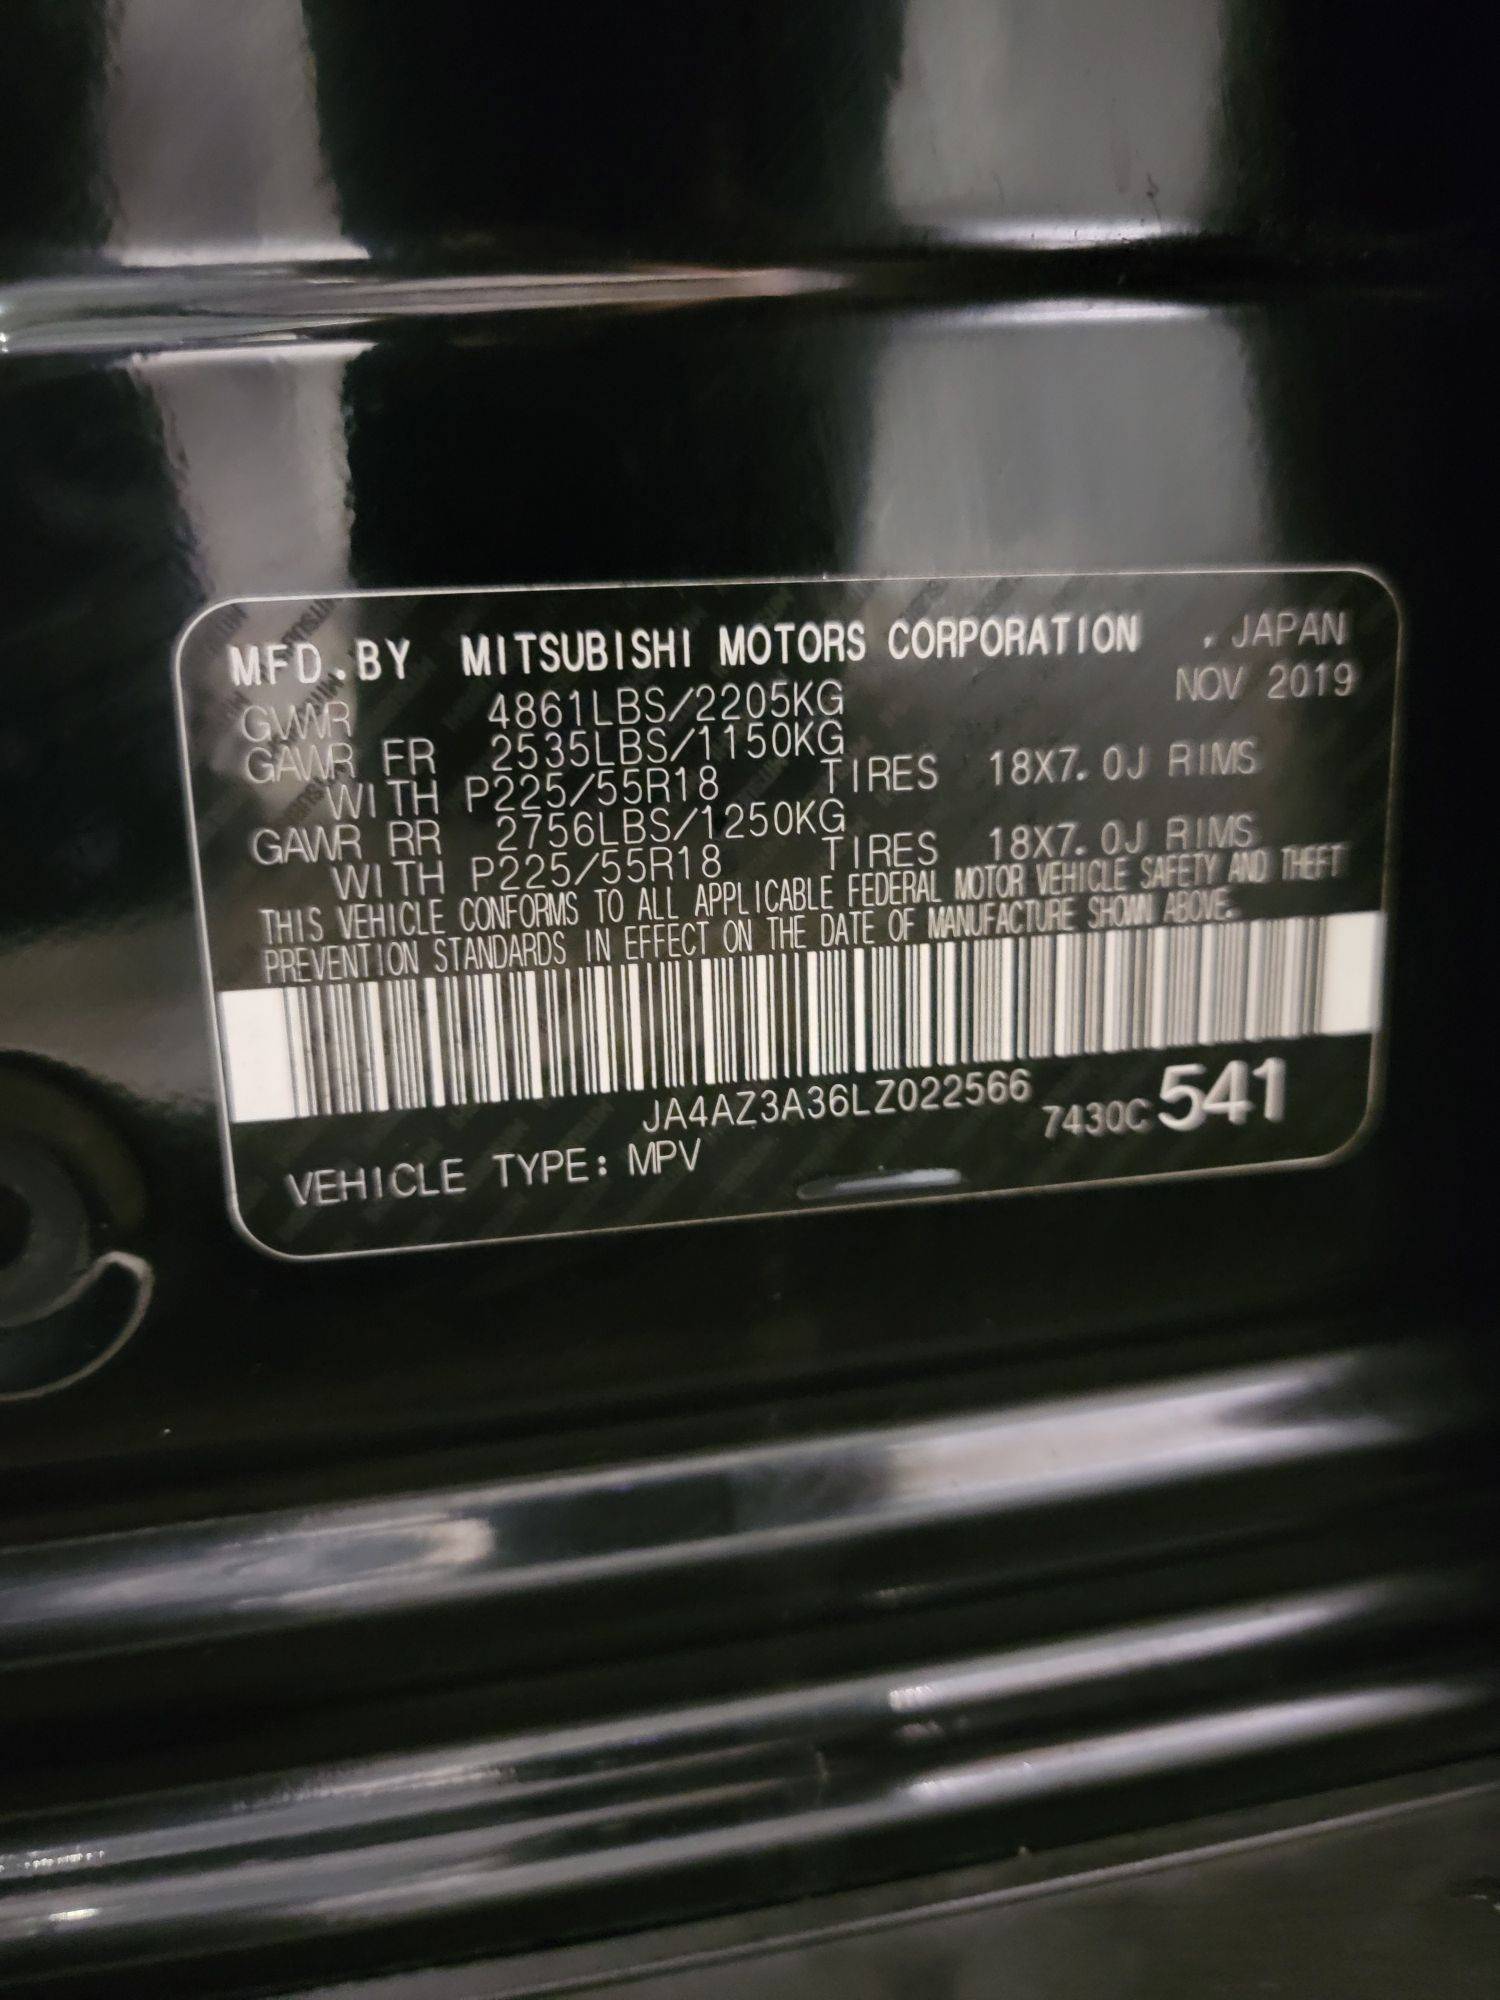 MFD.BY MITSUBISHI MOTORS CORPORATION . JAPAN
NOV 2019
GVWR 4861LBS/2205KG
GAWR FR 2535LBS/1150KG
WITH P225/55R18 TIRES 18X7.0J RIMS
GAWR RR 2756LBS/1250KG
WITH P225/55R18 TIRES 18X7.0J RIMS
THIS VEHICLE CONFORMS TO ALL APPLICABLE FEDERAL MOTOR VEHICLE SAFETY AND THEFT
PREVENTION STANDARDS IN EFFECT ON THE DATE OF MANUFACTURE SHOWN ABOVE.
JA4AZ3A36LZ022566 7430C 541
VEHICLE TYPE: MPV